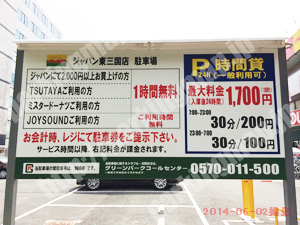 ジャパン東三国店 駐車場
ジャパンにて2,000円以上お買上げの方
TSUTAYAご利用の方
ミスタードーナツご利用の方
JOYSOUNDご利用の方
1時間無料
ご利用時間
無料
お会計時、レジにて駐車券をご提示下さい。
サービス時間以降、右記料金が課金されます。
P 時間貸
24H (一般利用可)
最大料金
(入庫後24時間)
1,700円
7:00-23:00
30分/200円
23:00-7:00
30分/100円
グリーンパークコールセンター
0570-011-500
2014-06-02